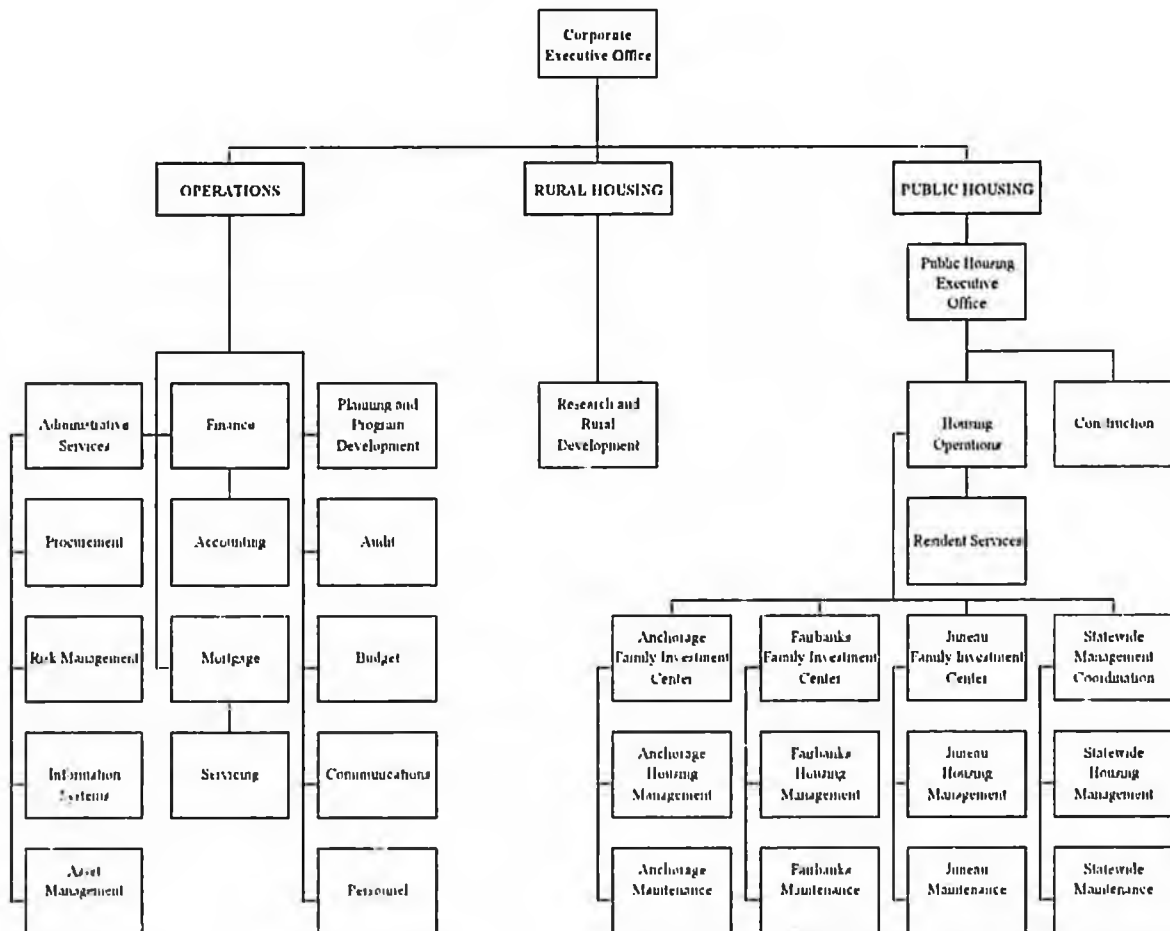 Corporate
Executive Office
OPERATIONS
RURAL HOUSING
PUBLIC HOUSING
Public Housing
Executive
Office
Administrative
Services
Finance
Planning and
Program
Development
Research and
Rural
Development
Housing
Operations
Construction
Procurement
Accounting
Audit
Resident Services
Risk Management
Mortgage
Budget
Anchorage
Family Investment
Center
Fairbanks
Family Investment
Center
Juneau
Family Investment
Center
Statewide
Management
Coordination
Information
Systems
Servicing
Communications
Anchorage
Housing
Management
Fairbanks
Housing
Management
Juneau
Housing
Management
Statewide
Housing
Management
Asset
Management
Personnel
Anchorage
Maintenance
Fairbanks
Maintenance
Juneau
Maintenance
Statewide
Maintenance